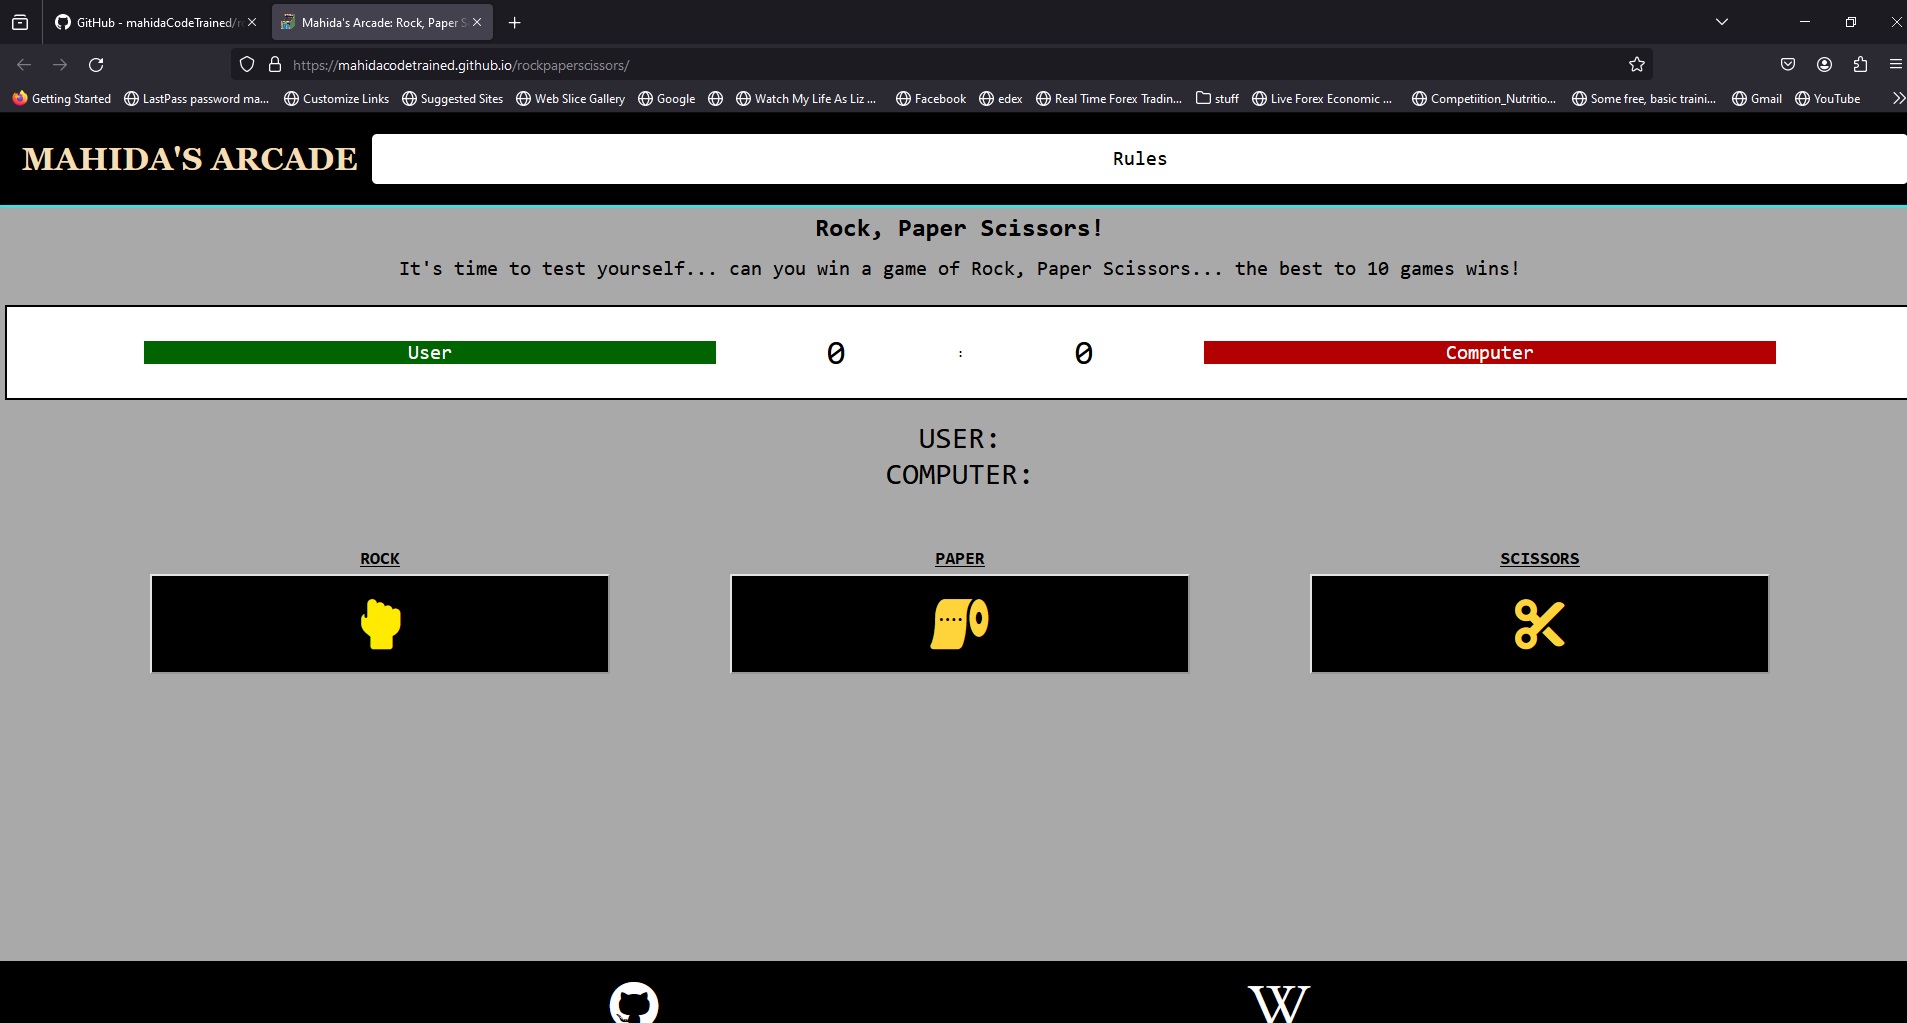 GitHub - mahidaCodeTrained/r
Mahida's Arcade: Rock, Paper S
https://mahidacodetrained.github.io/rockpaperscissors/
Getting Started LastPass password ma... Customize Links Suggested Sites Web Slice Gallery Google Watch My Life As Liz ... Facebook edex Real Time Forex Tradin... stuff Live Forex Economic ... Competiition_Nutritio... Some free, basic traini... Gmail YouTube
MAHIDA'S ARCADE
Rules
Rock, Paper Scissors!
It's time to test yourself... can you win a game of Rock, Paper Scissors... the best to 10 games wins!
User 0 : 0 Computer
USER:
COMPUTER:
ROCK PAPER SCISSORS
W